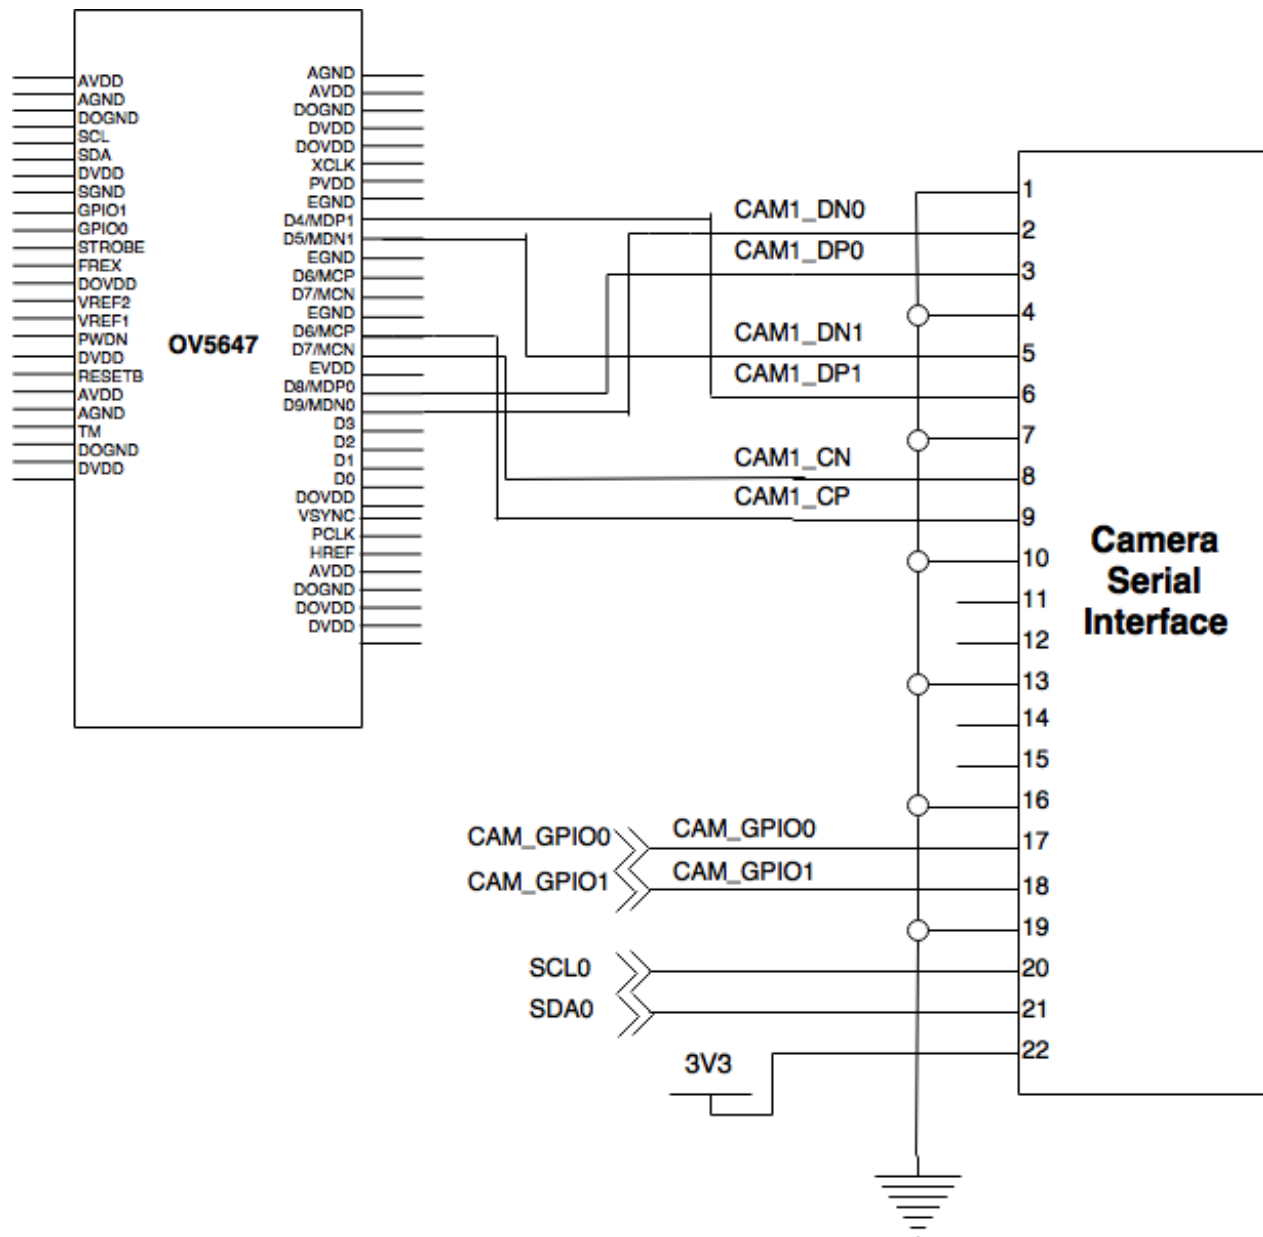 AVDD
AGND
DOGND
SCL
SDA
DVDD
SGND
GPIO1
GPIO0
STROBE
FREX
DOVDD
VREF2
VREF1
PWDN
DVDD
RESETB
AVDD
AGND
TM
DOGND
DVDD
OV5647
AGND
AVDD
DOGND
DVDD
DOVDD
XCLK
PVDD
EGND
D4/MDP1
D5/MDN1
EGND
D6/MCP
D7/MCN
EGND
D6/MCP
D7/MCN
EVDD
D8/MDP0
D9/MDN0
D3
D2
D1
D0
DOVDD
VSYNC
PCLK
HREF
AVDD
DOGND
DOVDD
DVDD
CAM1_DN0
CAM1_DP0
CAM1_DN1
CAM1_DP1
CAM1_CN
CAM1_CP
CAM_GPIO0
CAM_GPIO0
CAM_GPIO1
CAM_GPIO1
SCL0
SDA0
3V3
1
2
3
4
5
6
7
8
9
10
11
12
13
14
15
16
17
18
19
20
21
22
Camera
Serial
Interface